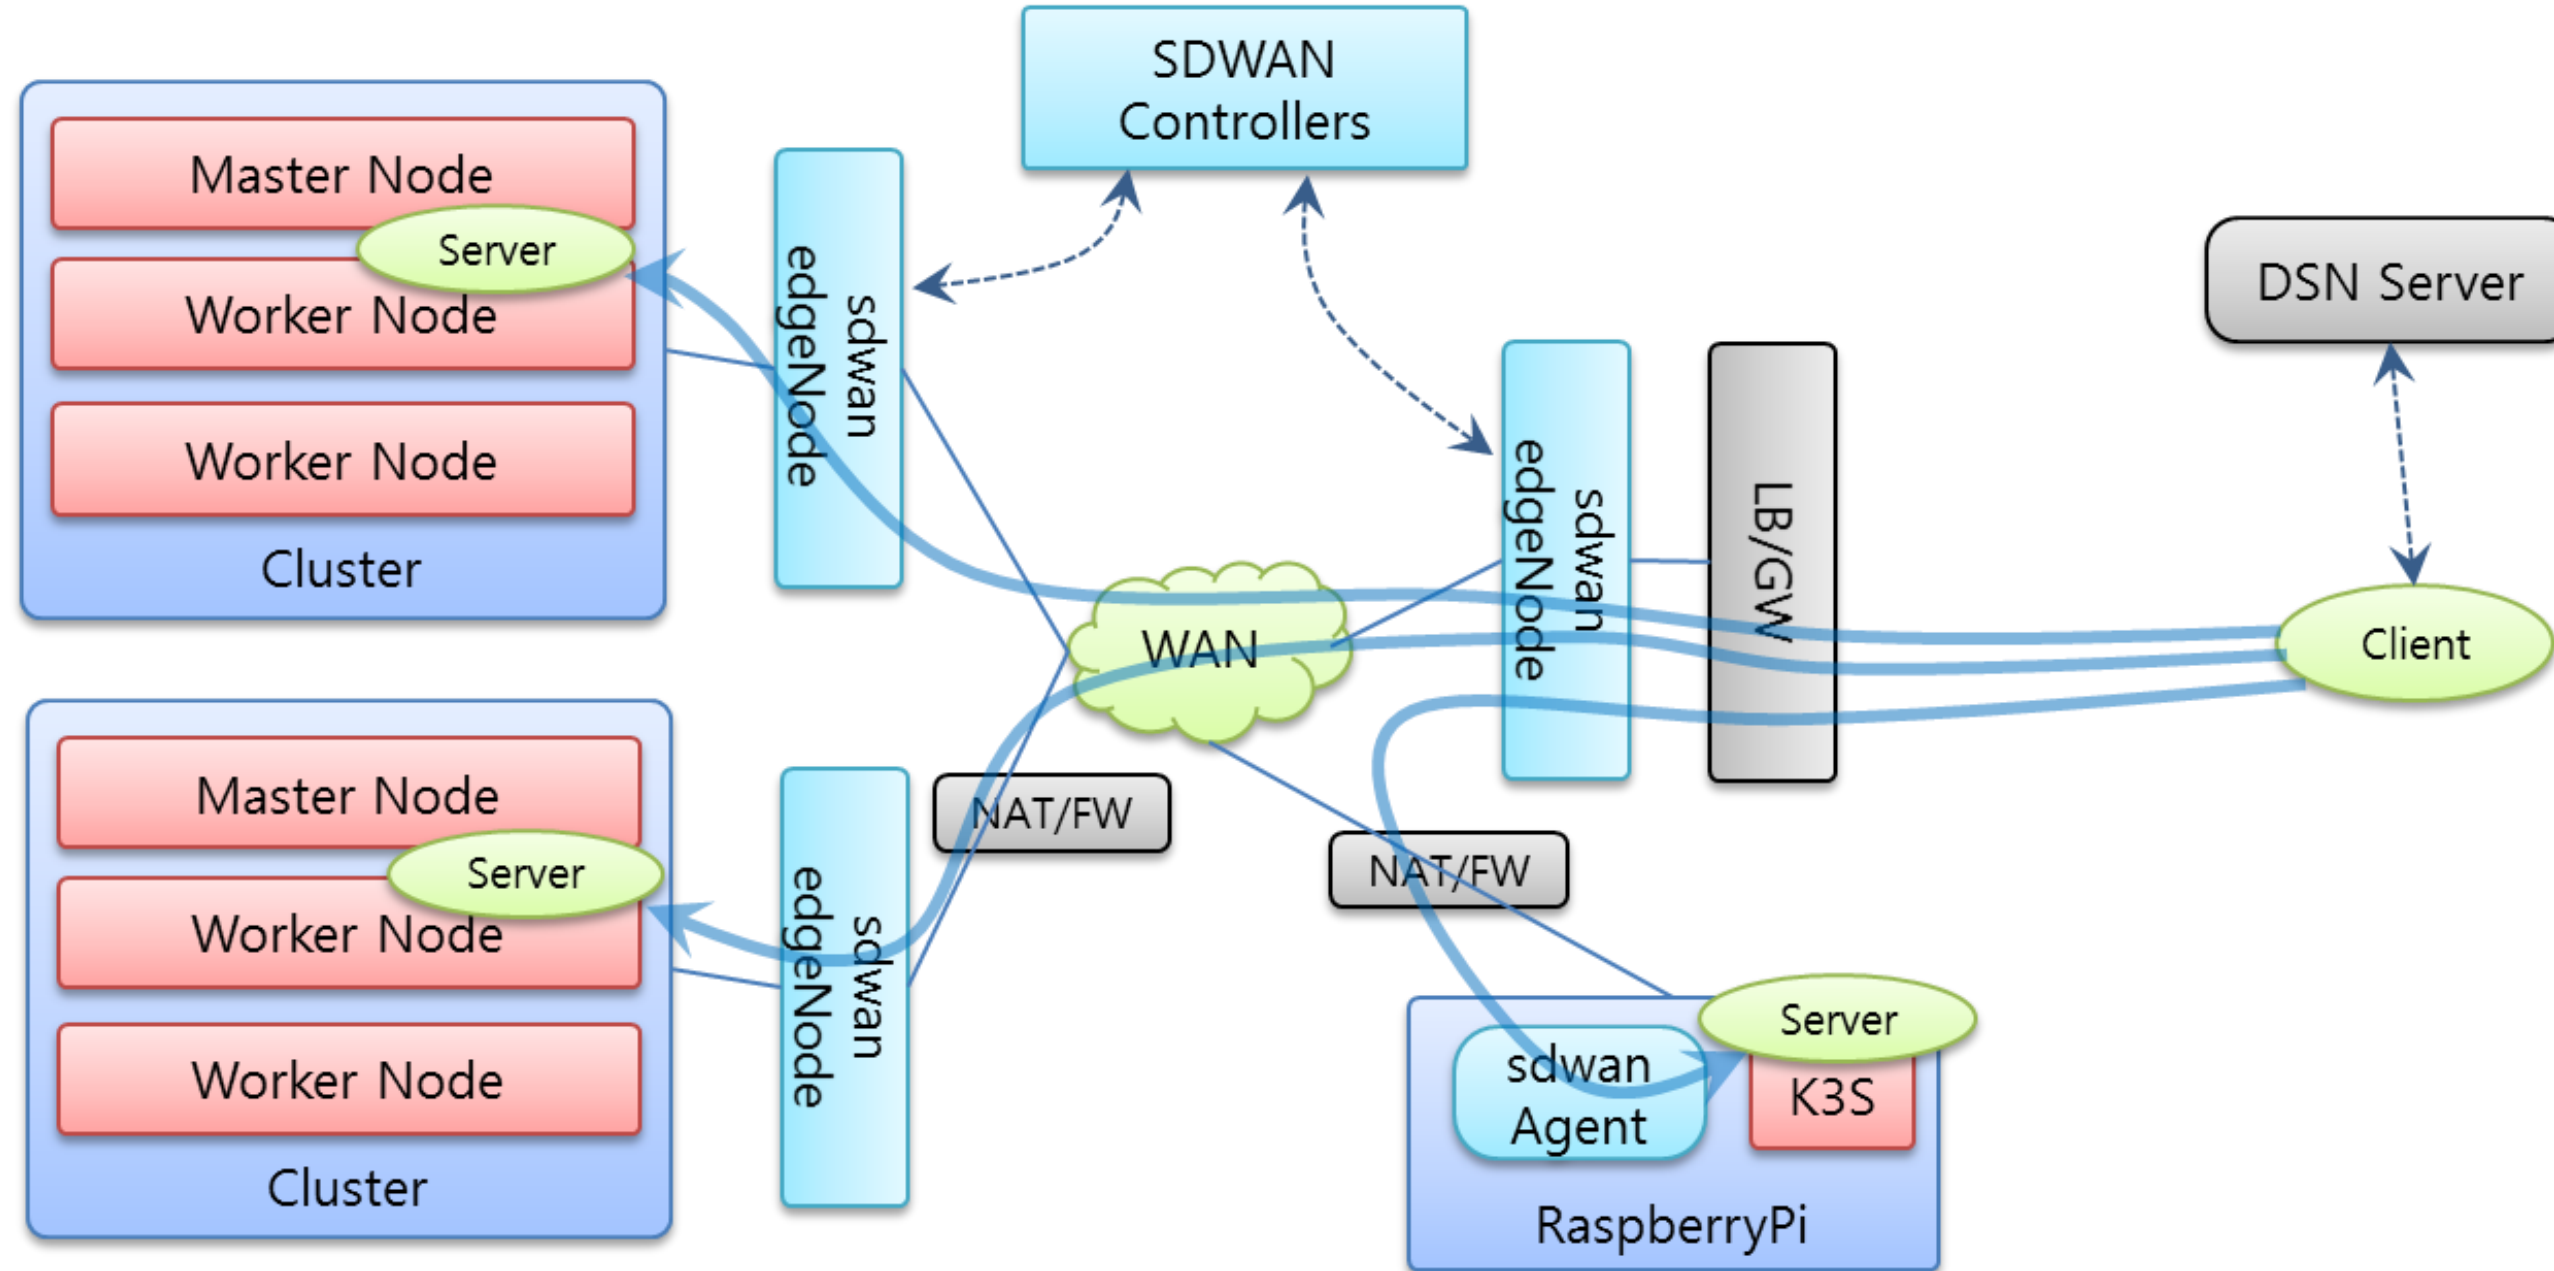 SDWAN
Controllers
Master Node
Server
Worker Node
Worker Node
Cluster
sdwan
edgeNode
DSN Server
sdwan
edgeNode
LB/GW
WAN
Client
Master Node
Server
Worker Node
Worker Node
Cluster
sdwan
edgeNode
NAT/FW
NAT/FW
Server
sdwan
Agent
K3S
RaspberryPi